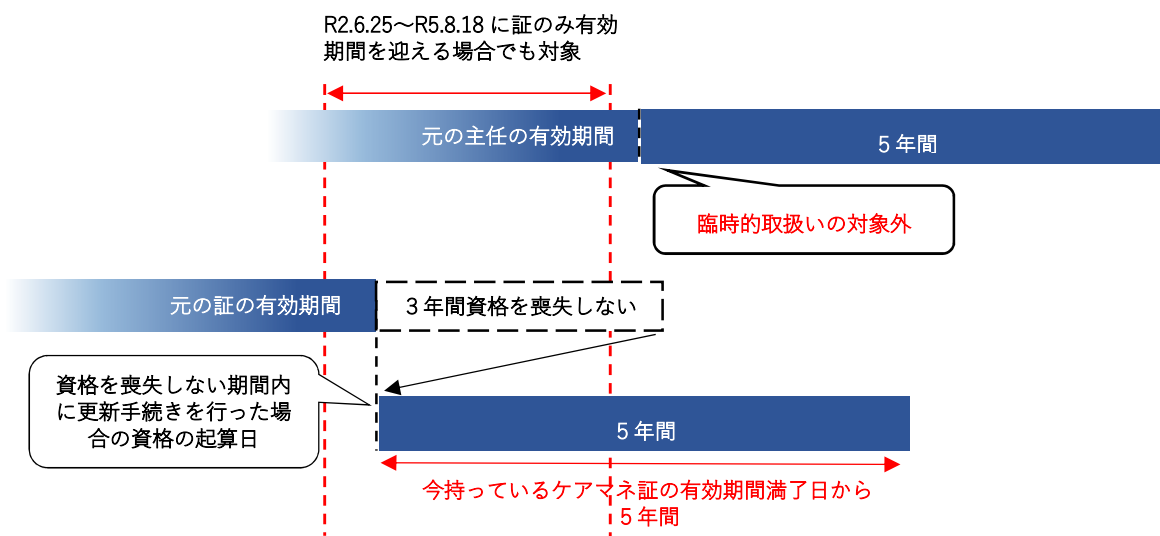 R2.6.25～R5.8.18 に証のみ有効
期間を迎える場合でも対象
元の主任の有効期間
5 年間
臨時的取扱いの対象外
元の証の有効期間
3 年間資格を喪失しない
資格を喪失しない期間内
に更新手続きを行った場
合の資格の起算日
5 年間
今持っているケアマネ証の有効期間満了日から
5 年間